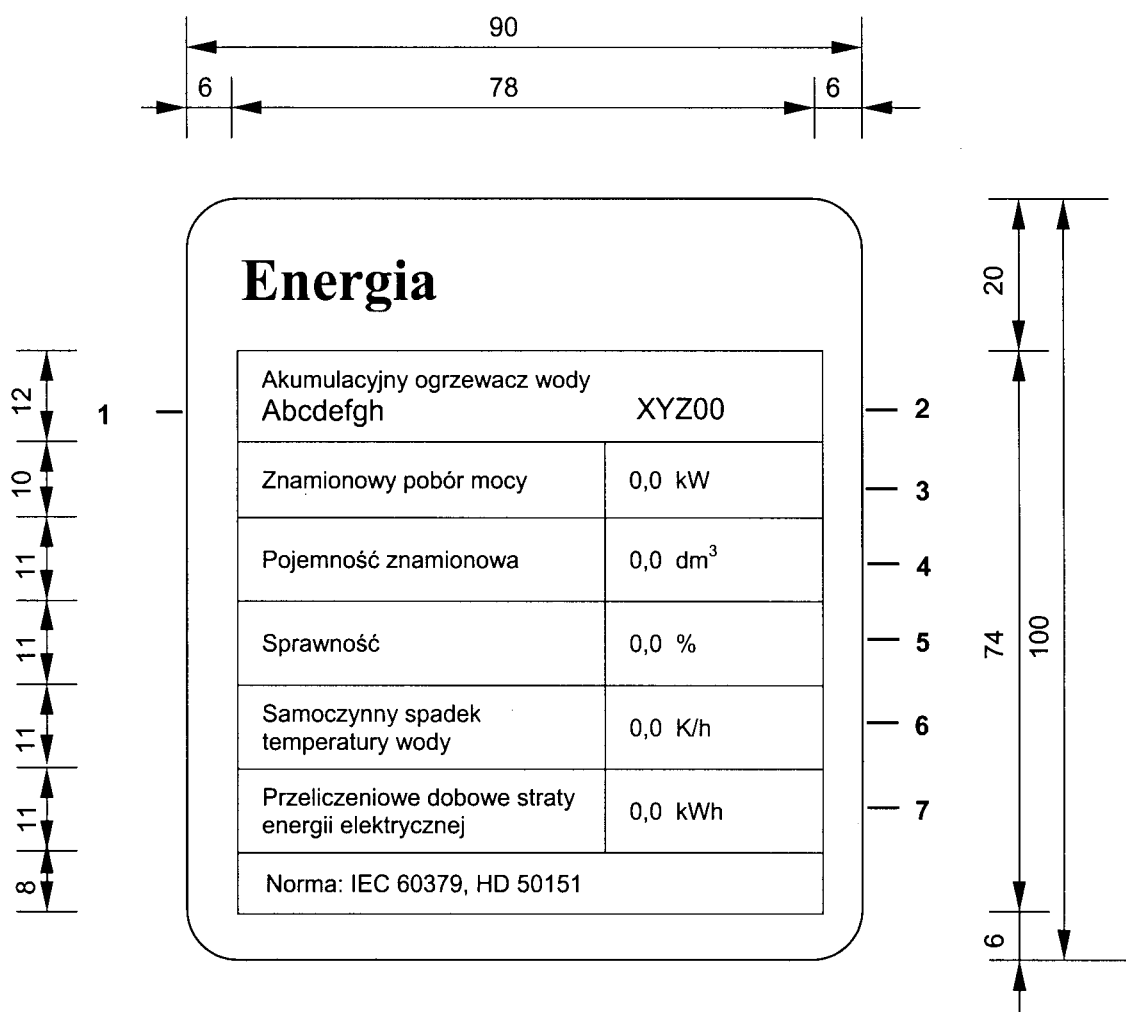 90
6 78 6
Energia
20
12
1
Akumulacyjny ogrzewacz wody
Abcdefgh XYZ00
2
10
Znamionowy pobór mocy 0,0 kW
3
11
Pojemność znamionowa 0,0 dm³
4
11
Sprawność 0,0 %
5
74
100
11
Samoczynny spadek
temperatury wody
0,0 K/h
6
11
Przeliczeniowe dobowe straty
energii elektrycznej
0,0 kWh
7
8
Norma: IEC 60379, HD 50151
6